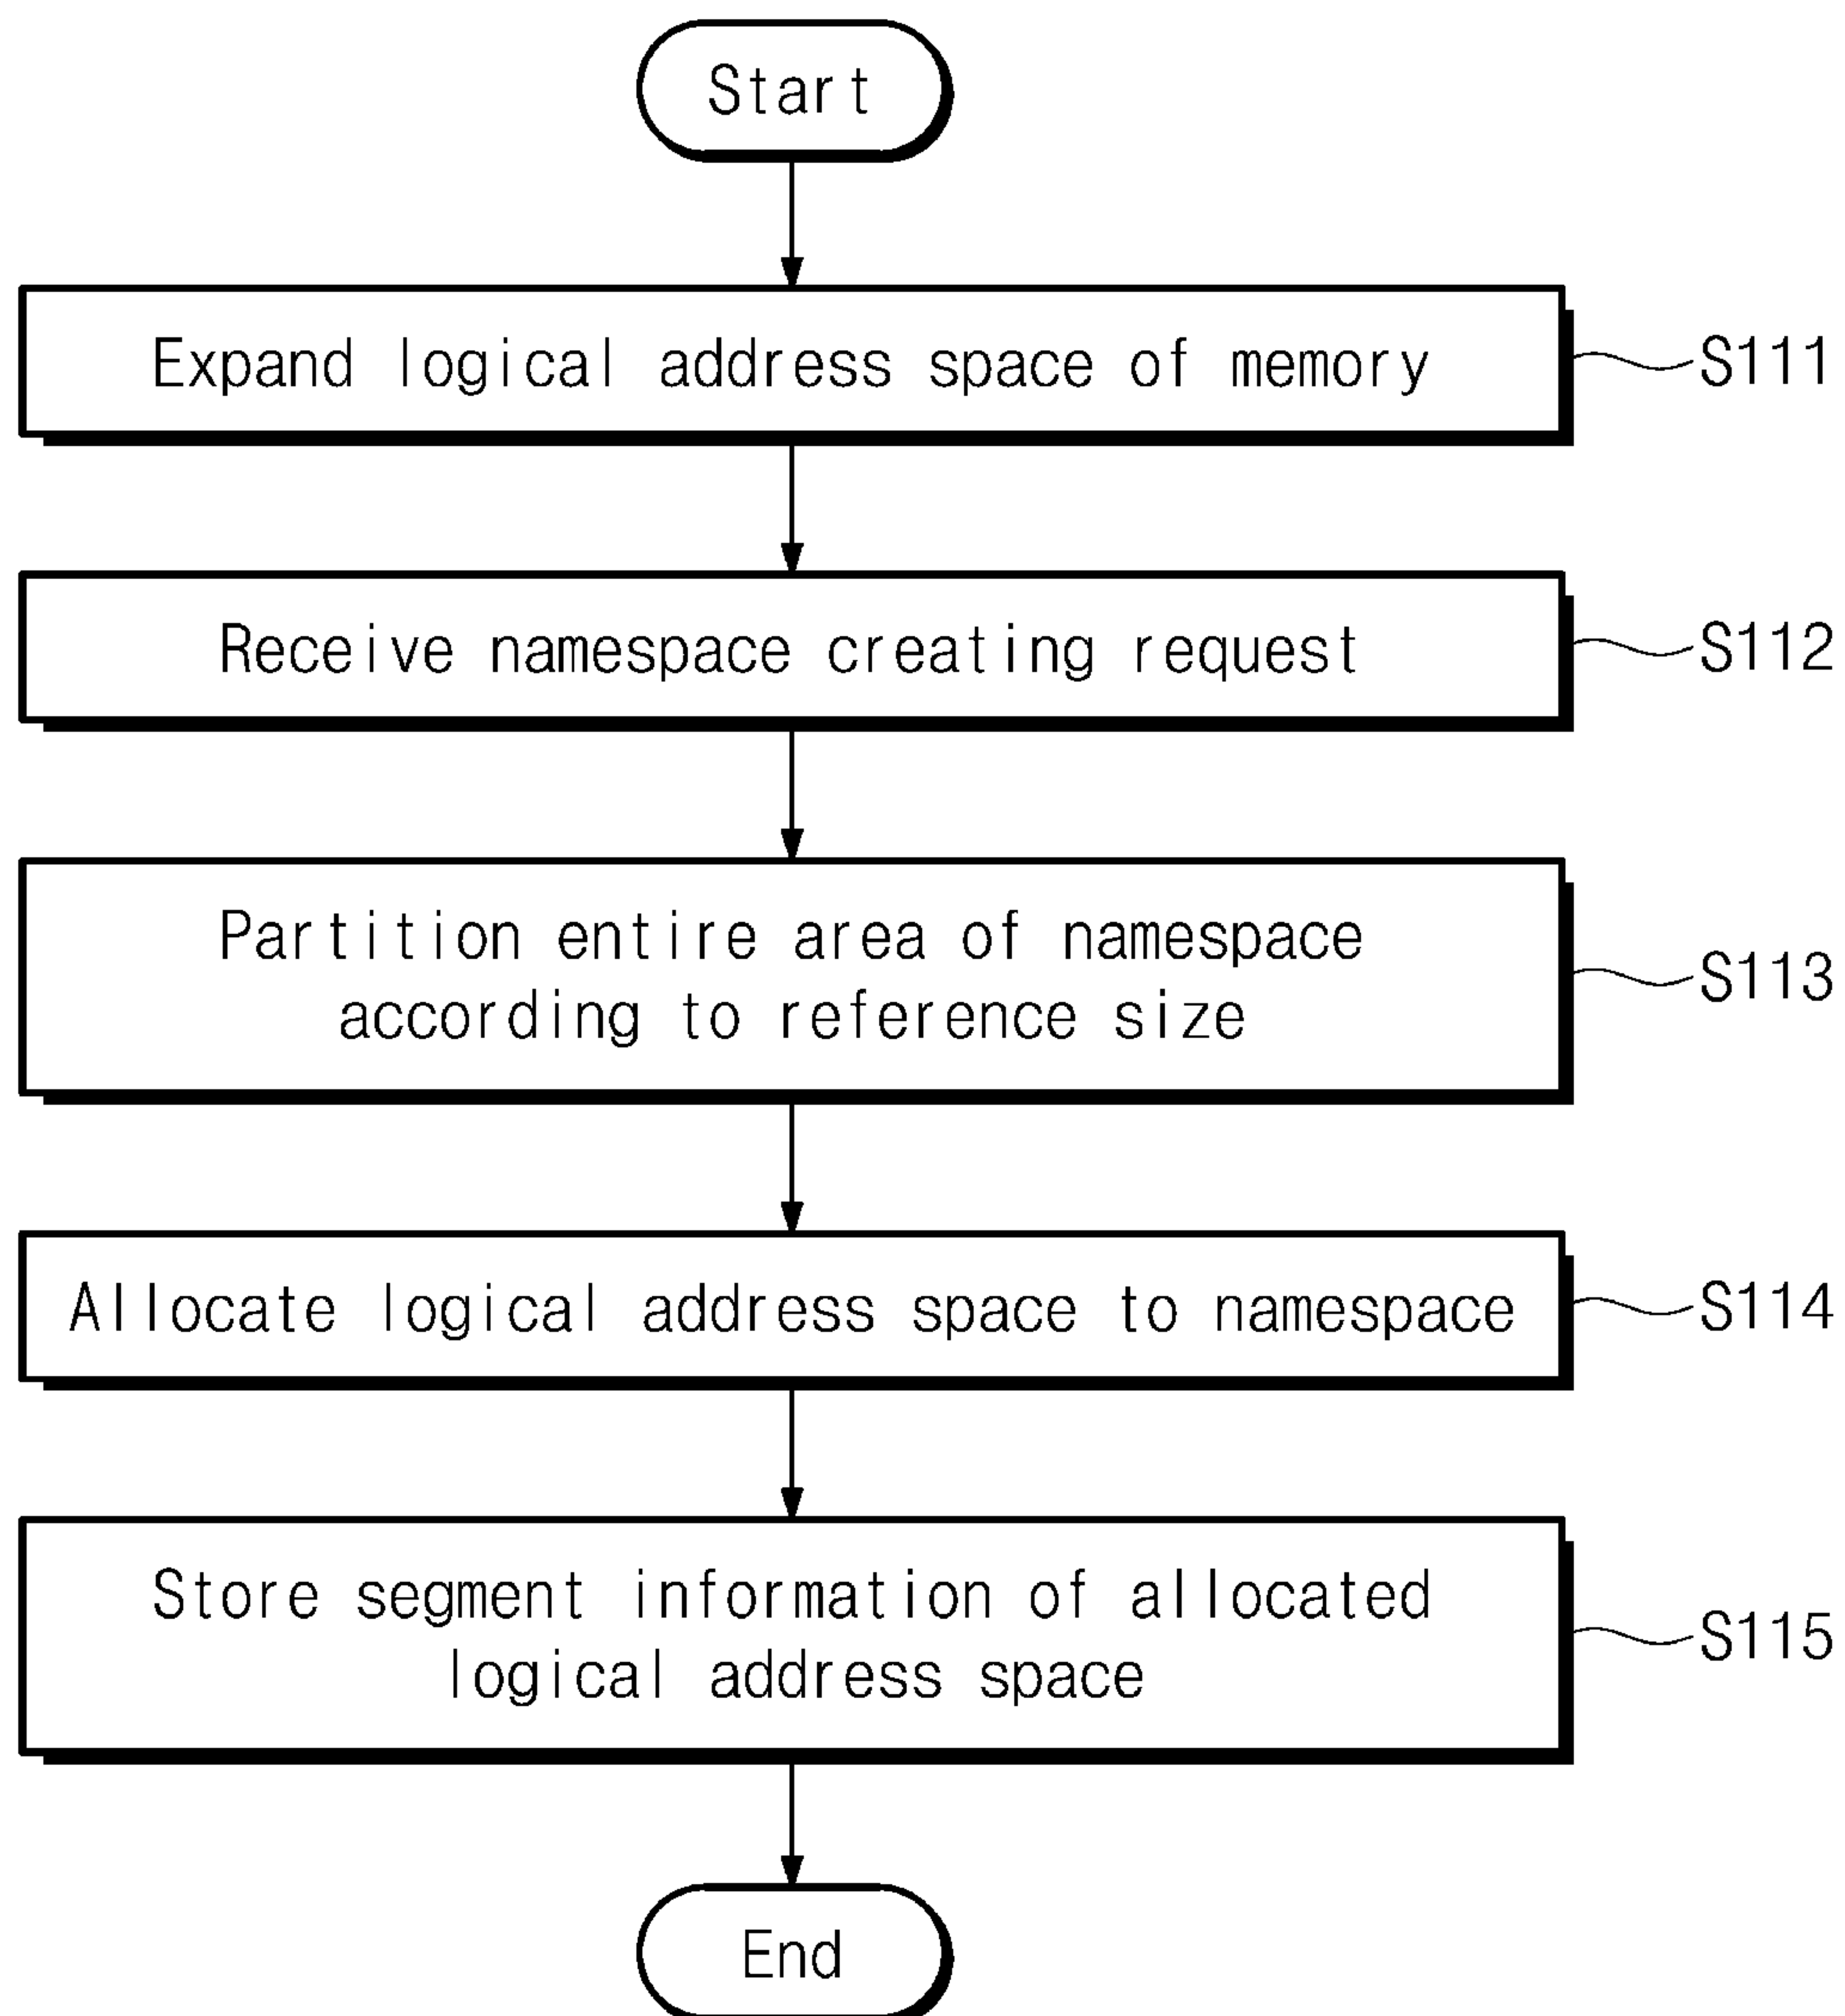 Start
Expand logical address space of memory
S111
Receive namespace creating request
S112
Partition entire area of namespace
according to reference size
S113
Allocate logical address space to namespace
S114
Store segment information of allocated
logical address space
S115
End